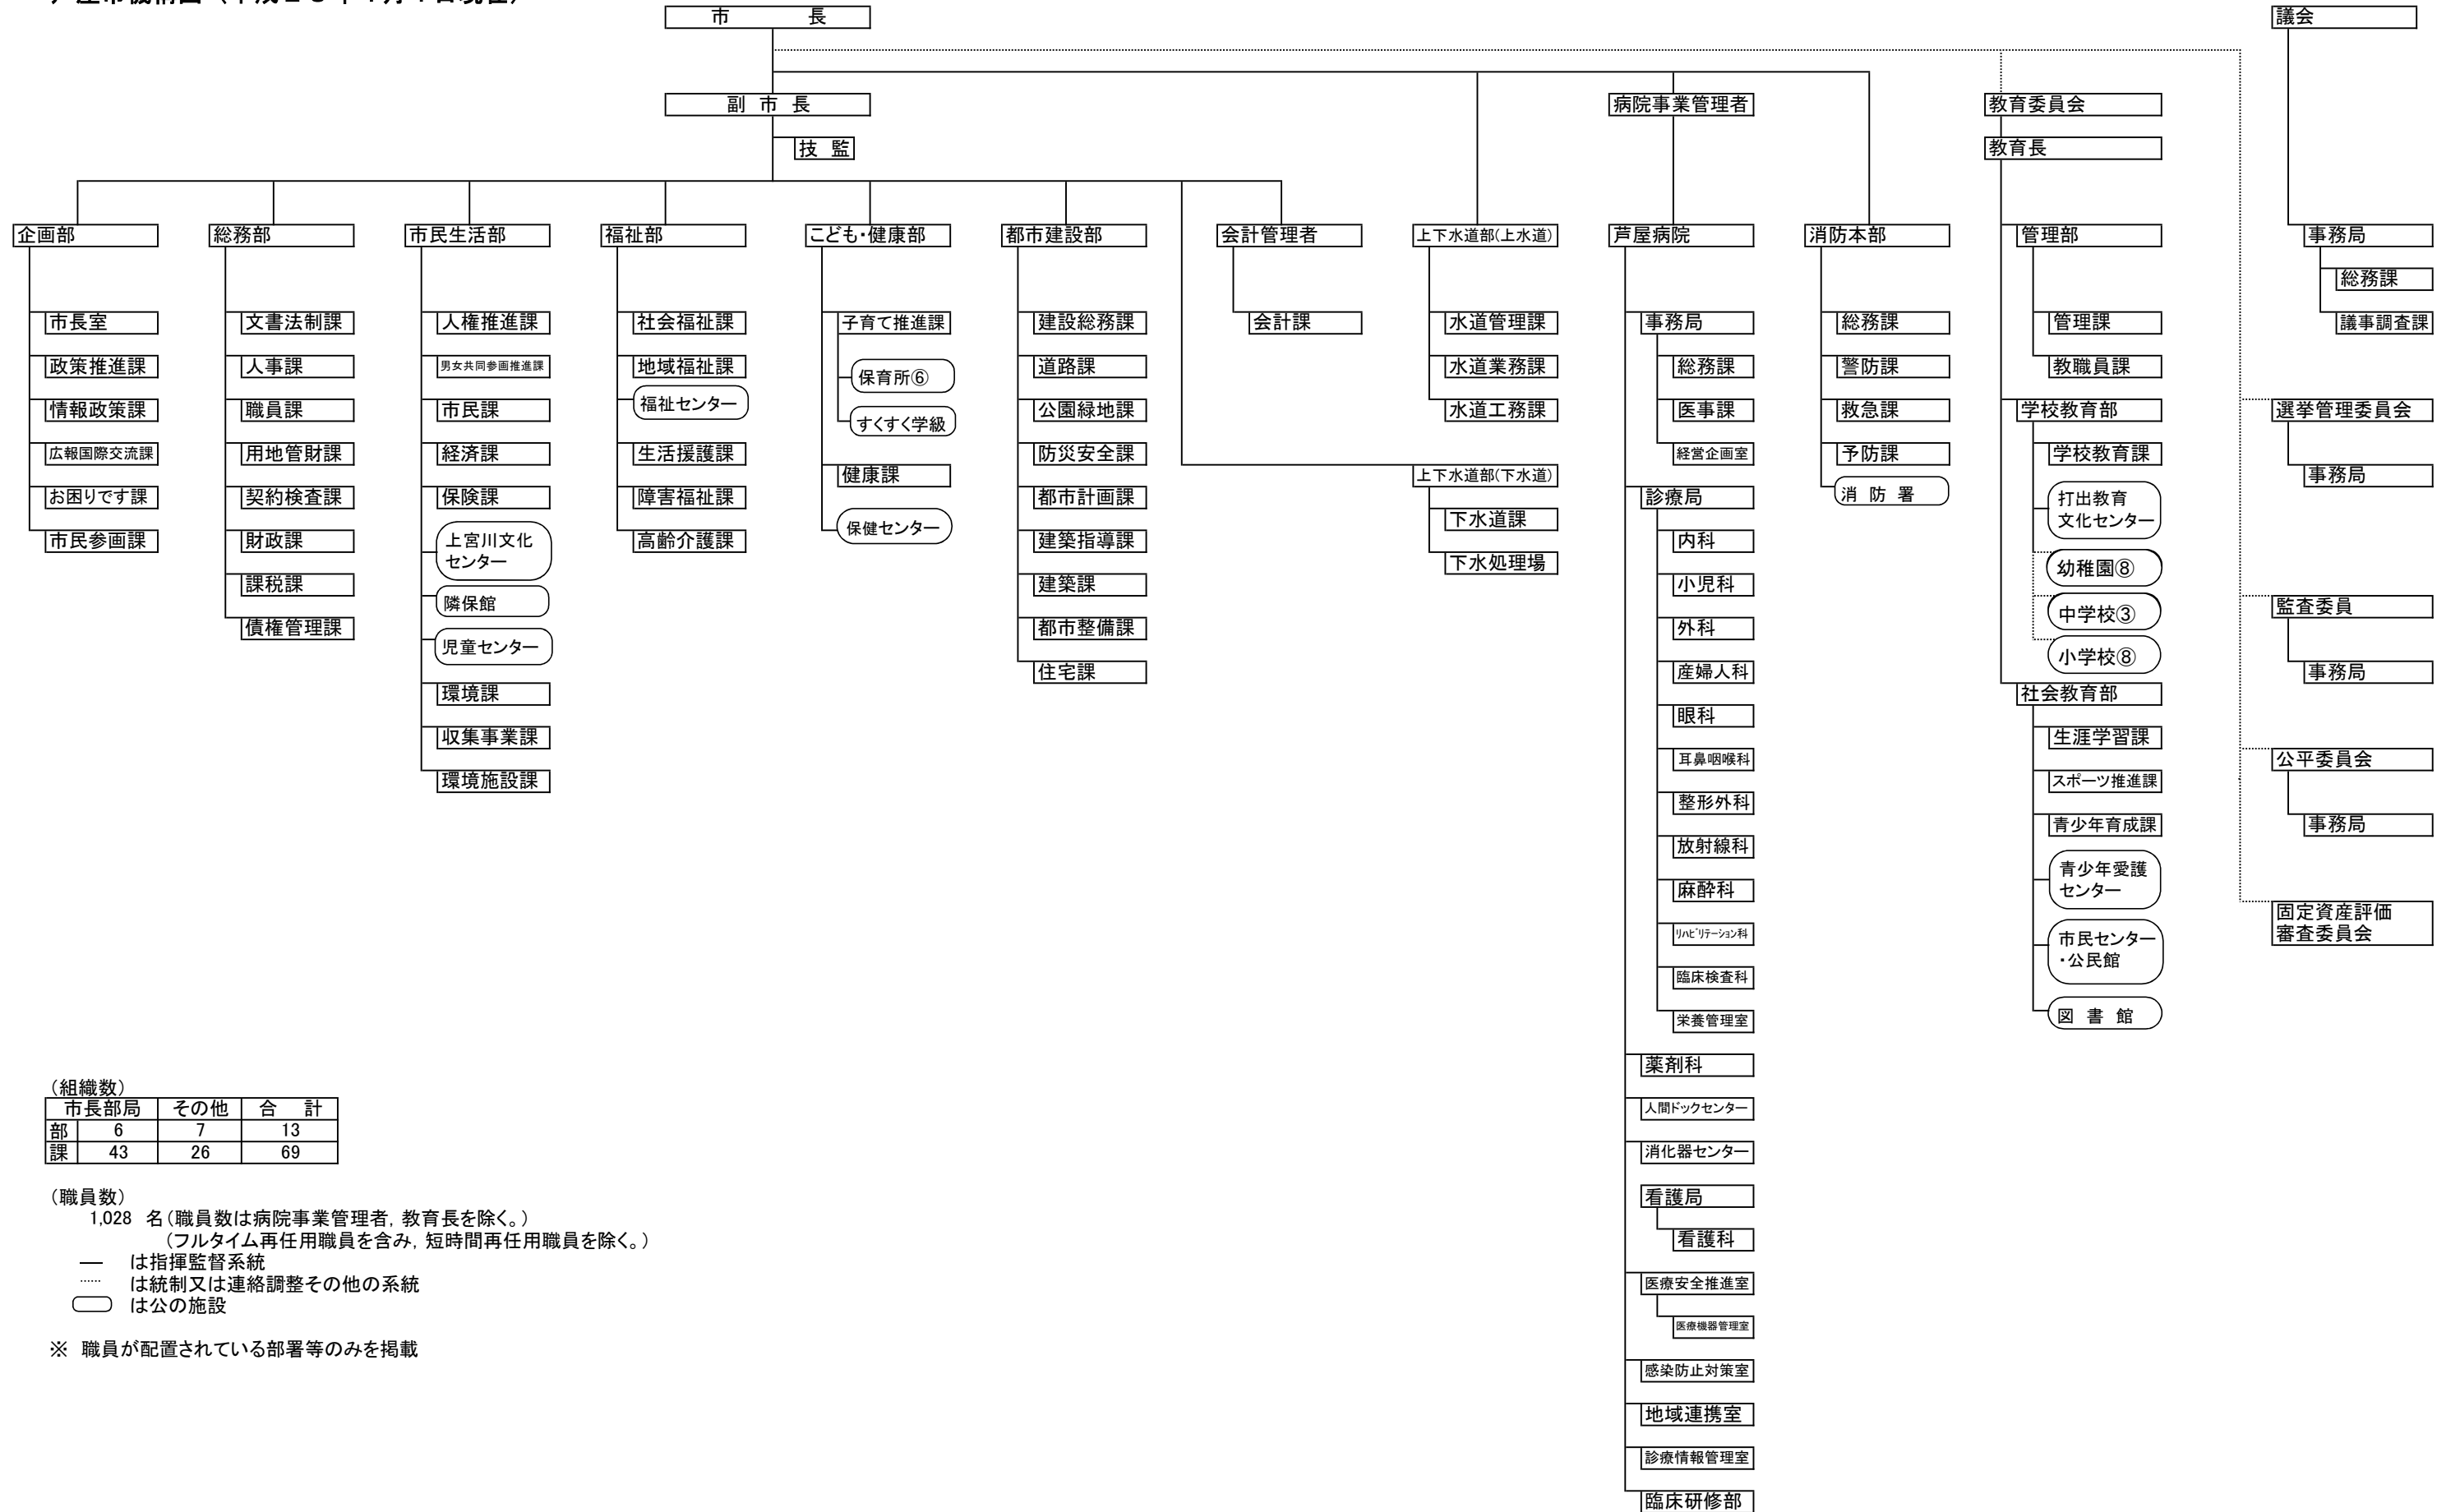 市 長
議会
副 市 長
病院事業管理者
教育委員会
技 監
教育長
企画部
総務部
市民生活部
福祉部
こども・健康部
都市建設部
会計管理者
上下水道部(上水道)
芦屋病院
消防本部
管理部
事務局
総務課
議事調査課
市長室
政策推進課
情報政策課
広報国際交流課
お困りです課
市民参画課
文書法制課
人事課
職員課
用地管財課
契約検査課
財政課
課税課
債権管理課
人権推進課
男女共同参画推進課
市民課
経済課
保険課
上宮川文化
センター
隣保館
児童センター
環境課
収集事業課
環境施設課
社会福祉課
地域福祉課
福祉センター
生活援護課
障害福祉課
高齢介護課
子育て推進課
保育所⑥
すくすく学級
健康課
保健センター
建設総務課
道路課
公園緑地課
防災安全課
都市計画課
建築指導課
建築課
都市整備課
住宅課
会計課
水道管理課
水道業務課
水道工務課
上下水道部(下水道)
下水道課
下水処理場
事務局
総務課
医事課
経営企画室
診療局
内科
小児科
外科
産婦人科
眼科
耳鼻咽喉科
整形外科
放射線科
麻酔科
ﾘﾊﾋﾞﾘﾃｰｼｮﾝ科
臨床検査科
栄養管理室
薬剤科
人間ドックセンター
消化器センター
看護局
看護科
医療安全推進室
医療機器管理室
感染防止対策室
地域連携室
診療情報管理室
臨床研修部
総務課
警防課
救急課
予防課
消 防 署
管理課
教職員課
学校教育部
学校教育課
打出教育
文化センター
幼稚園⑧
中学校③
小学校⑧
社会教育部
生涯学習課
スポーツ推進課
青少年育成課
青少年愛護
センター
市民センター
・公民館
図 書 館
選挙管理委員会
事務局
監査委員
事務局
公平委員会
事務局
固定資産評価
審査委員会
（組織数）
市長部局 その他 合 計
部 6 7 13
課 43 26 69
（職員数）
1,028 名（職員数は病院事業管理者，教育長を除く。）
（フルタイム再任用職員を含み，短時間再任用職員を除く。）
― は指揮監督系統
…… は統制又は連絡調整その他の系統
は公の施設
※ 職員が配置されている部署等のみを掲載